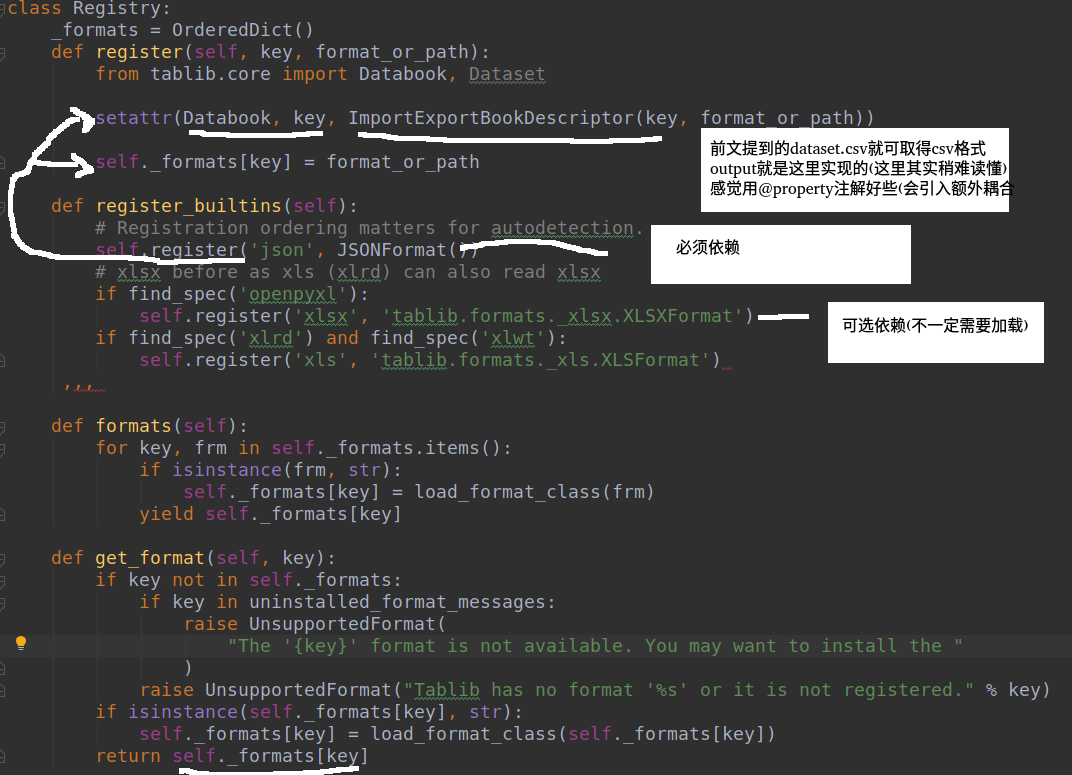 class Registry:
    _formats = OrderedDict()
    def register(self, key, format_or_path):
        from tablib.core import Databook, Dataset
        setattr(Databook, key, ImportExportBookDescriptor(key, format_or_path))
前文提到的dataset.csv就可取得csv格式
output就是这里实现的(这里其实稍难读懂)
感觉用@property注解好些(会引入额外耦合
        self._formats[key] = format_or_path
    def register_builtins(self):
        # Registration ordering matters for autodetection.
        self.register('json', JSONFormat())
必须依赖
        # xlsx before as xls (xlrd) can also read xlsx
        if find_spec('openpyxl'):
            self.register('xlsx', 'tablib.formats._xlsx.XLSXFormat')
可选依赖(不一定需要加载)
        if find_spec('xlrd') and find_spec('xlwt'):
            self.register('xls', 'tablib.formats._xls.XLSFormat')
     ,,,
    def formats(self):
        for key, frm in self._formats.items():
            if isinstance(frm, str):
                self._formats[key] = load_format_class(frm)
            yield self._formats[key]
    def get_format(self, key):
        if key not in self._formats:
            if key in uninstalled_format_messages:
                raise UnsupportedFormat(
                    "The '{key}' format is not available. You may want to install the "
                )
            raise UnsupportedFormat("Tablib has no format '%s' or it is not registered." % key)
        if isinstance(self._formats[key], str):
            self._formats[key] = load_format_class(self._formats[key])
        return self._formats[key]